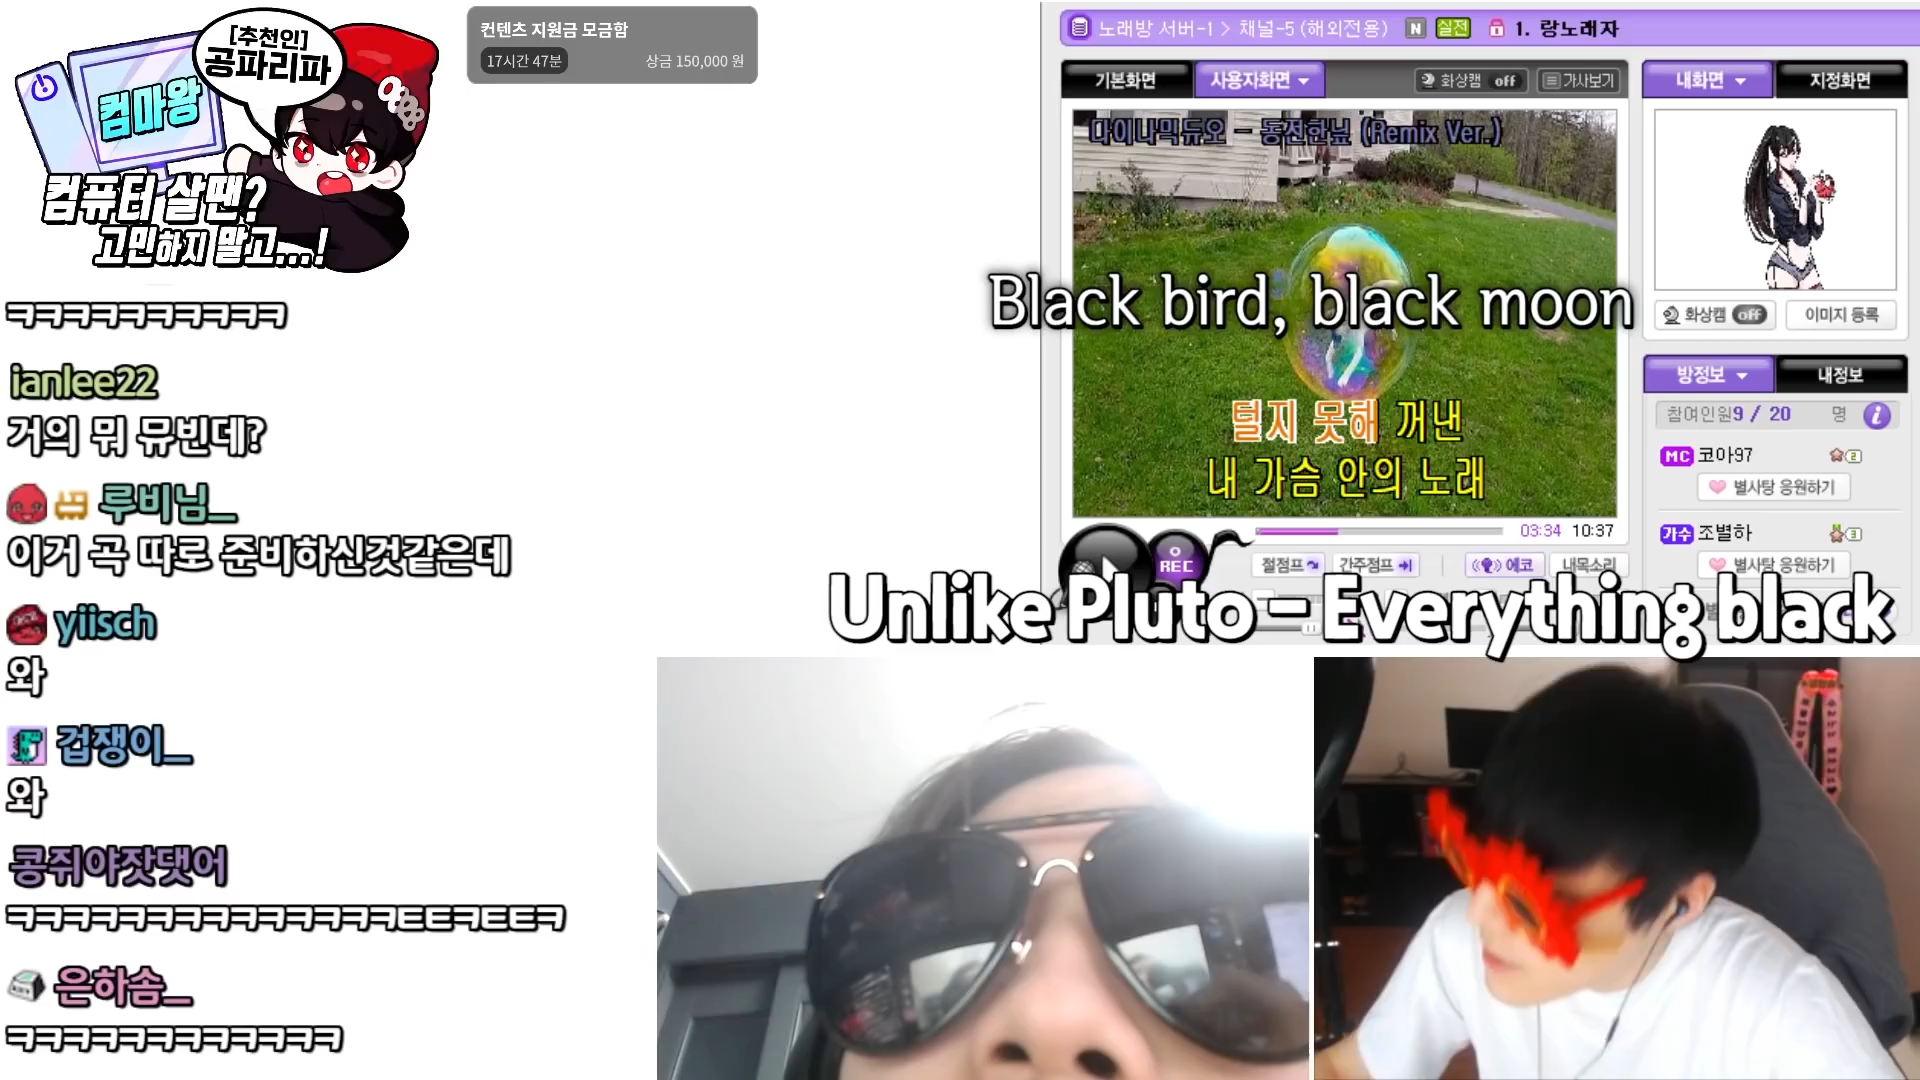 [추천인]
공파리파
컴마왕
컴퓨터 살땐?
고민하지 말고...!
컨텐츠 지원금 모금함
17시간 47분
상금 150,000 원
ㅋㅋㅋㅋㅋㅋㅋㅋㅋㅋ
ianlee22
거의 뭐 뮤빈데?
루비님__
이거 곡 따로 준비하신것같은데
yiisch
와
겁쟁이__
와
콩쥐야잣댓어
ㅋㅋㅋㅋㅋㅋㅋㅋㅋㅋㅋㅋㅋㅋㅌㅌㅋㅌㅌㅋ
은하솜__
ㅋㅋㅋㅋㅋㅋㅋㅋㅋㅋㅋㅋ
노래방 서버-1 > 채널-5 (해외전용)
N 실전 1. 랑노래자
기본화면
사용자화면
화상캠 off
가사보기
다이나믹듀오 - 동전한닢 (Remix Ver.)
Black bird, black moon
털지 못해 꺼낸
내 가슴 안의 노래
03:34 10:37
REC
절점프
간주점프
에코
내목소리
Unlike Pluto - Everything black
내화면
지정화면
화상캠 off
이미지 등록
방정보
내정보
참여인원 9 / 20 명
MC 코아97
2
별사탕 응원하기
가수 조별하
3
별사탕 응원하기